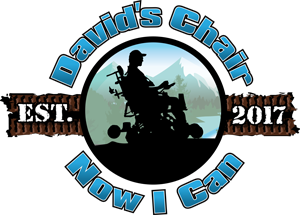 David's Chair
EST. 2017
Now I Can